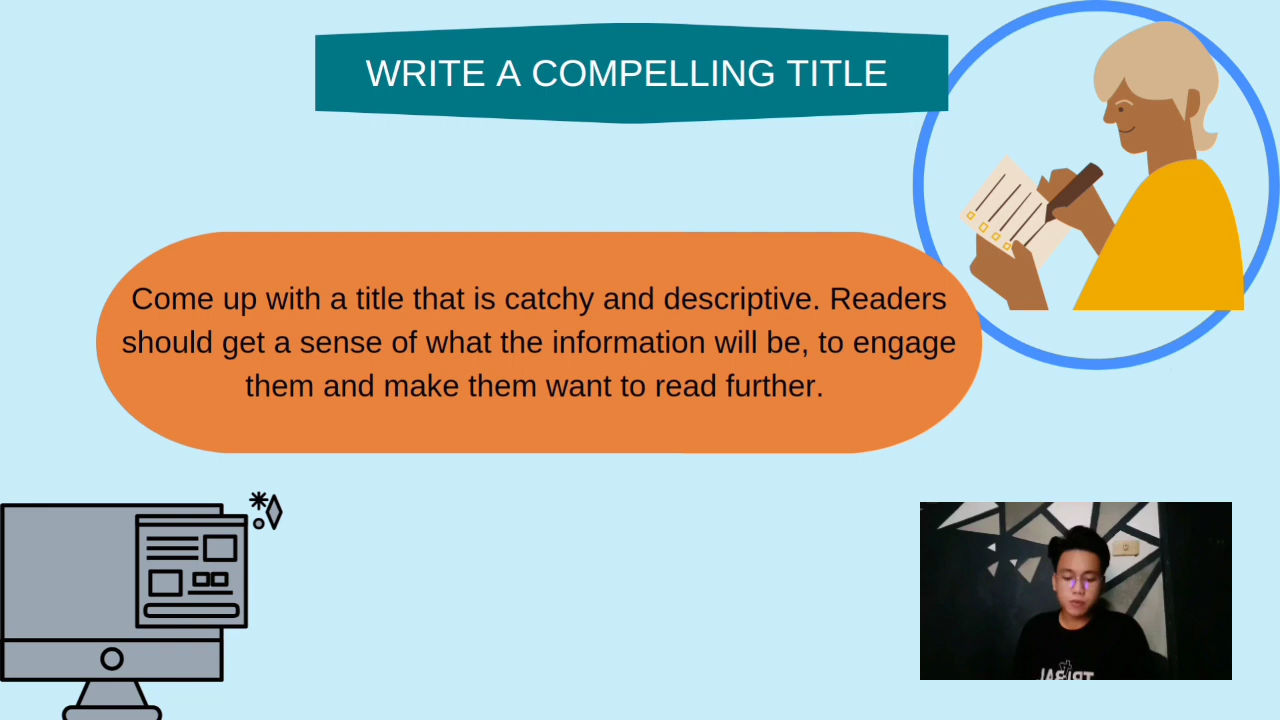 WRITE A COMPELLING TITLE
Come up with a title that is catchy and descriptive. Readers
should get a sense of what the information will be, to engage
them and make them want to read further.